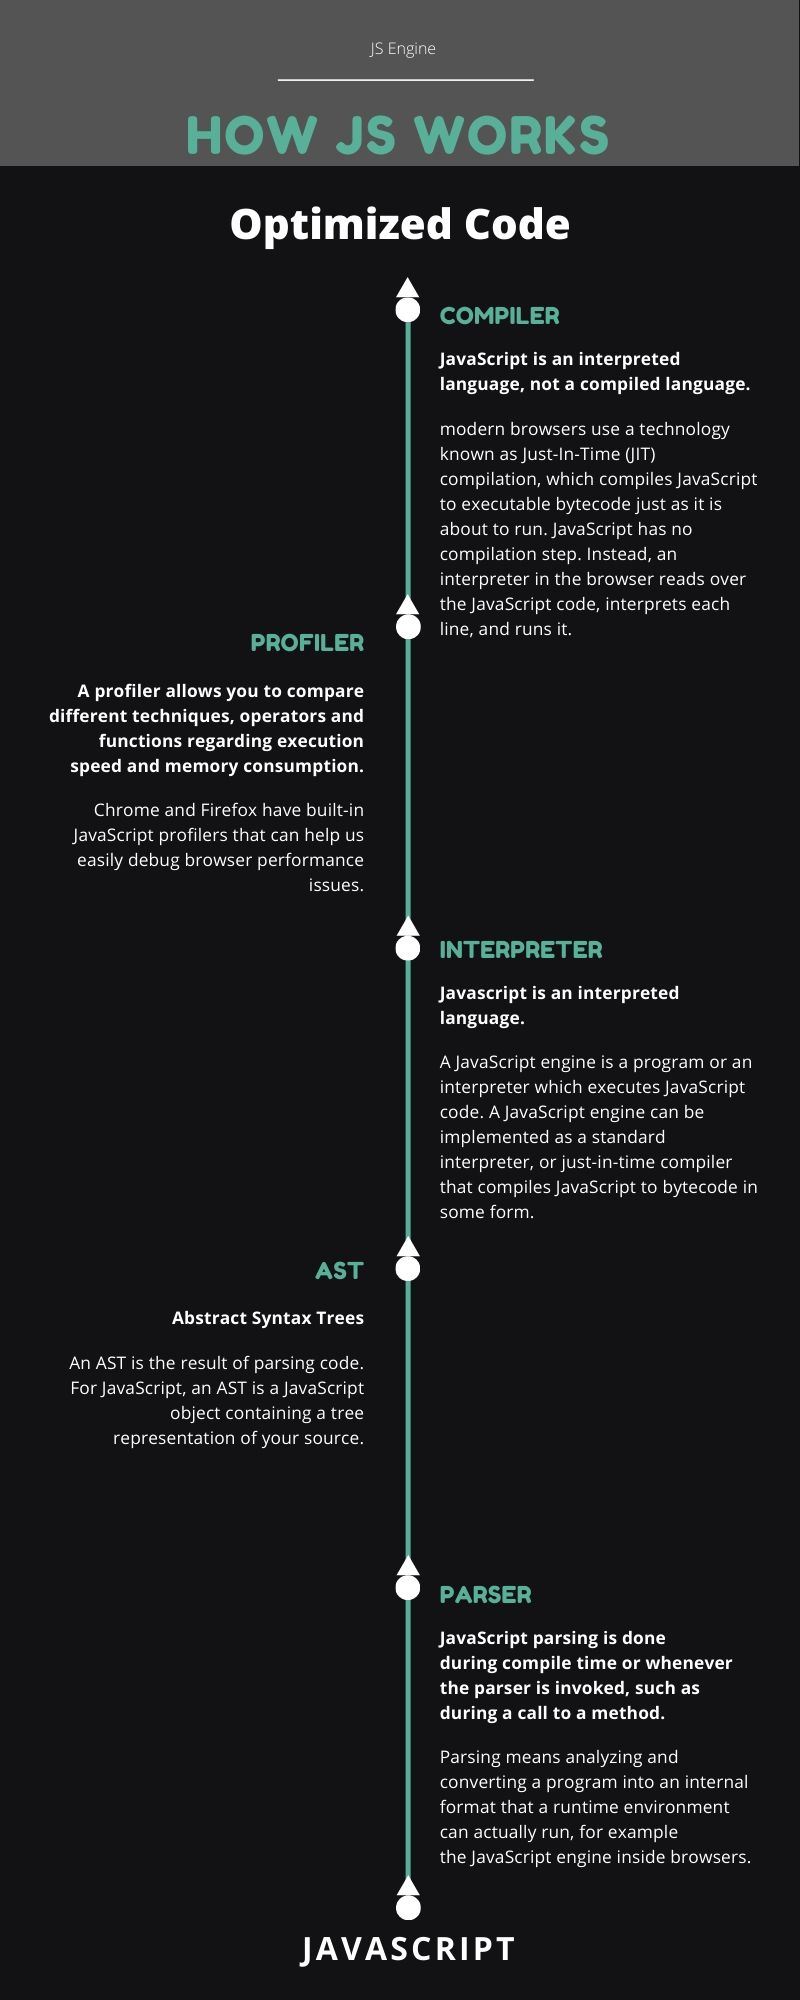 JS Engine
HOW JS WORKS
Optimized Code
COMPILER
JavaScript is an interpreted
language, not a compiled language.
modern browsers use a technology
known as Just-In-Time (JIT)
compilation, which compiles JavaScript
to executable bytecode just as it is
about to run. JavaScript has no
compilation step. Instead, an
interpreter in the browser reads over
the JavaScript code, interprets each
line, and runs it.
PROFILER
A profiler allows you to compare
different techniques, operators and
functions regarding execution
speed and memory consumption.
Chrome and Firefox have built-in
JavaScript profilers that can help us
easily debug browser performance
issues.
INTERPRETER
Javascript is an interpreted
language.
A JavaScript engine is a program or an
interpreter which executes JavaScript
code. A JavaScript engine can be
implemented as a standard
interpreter, or just-in-time compiler
that compiles JavaScript to bytecode in
some form.
AST
Abstract Syntax Trees
An AST is the result of parsing code.
For JavaScript, an AST is a JavaScript
object containing a tree
representation of your source.
PARSER
JavaScript parsing is done
during compile time or whenever
the parser is invoked, such as
during a call to a method.
Parsing means analyzing and
converting a program into an internal
format that a runtime environment
can actually run, for example
the JavaScript engine inside browsers.
JAVASCRIPT